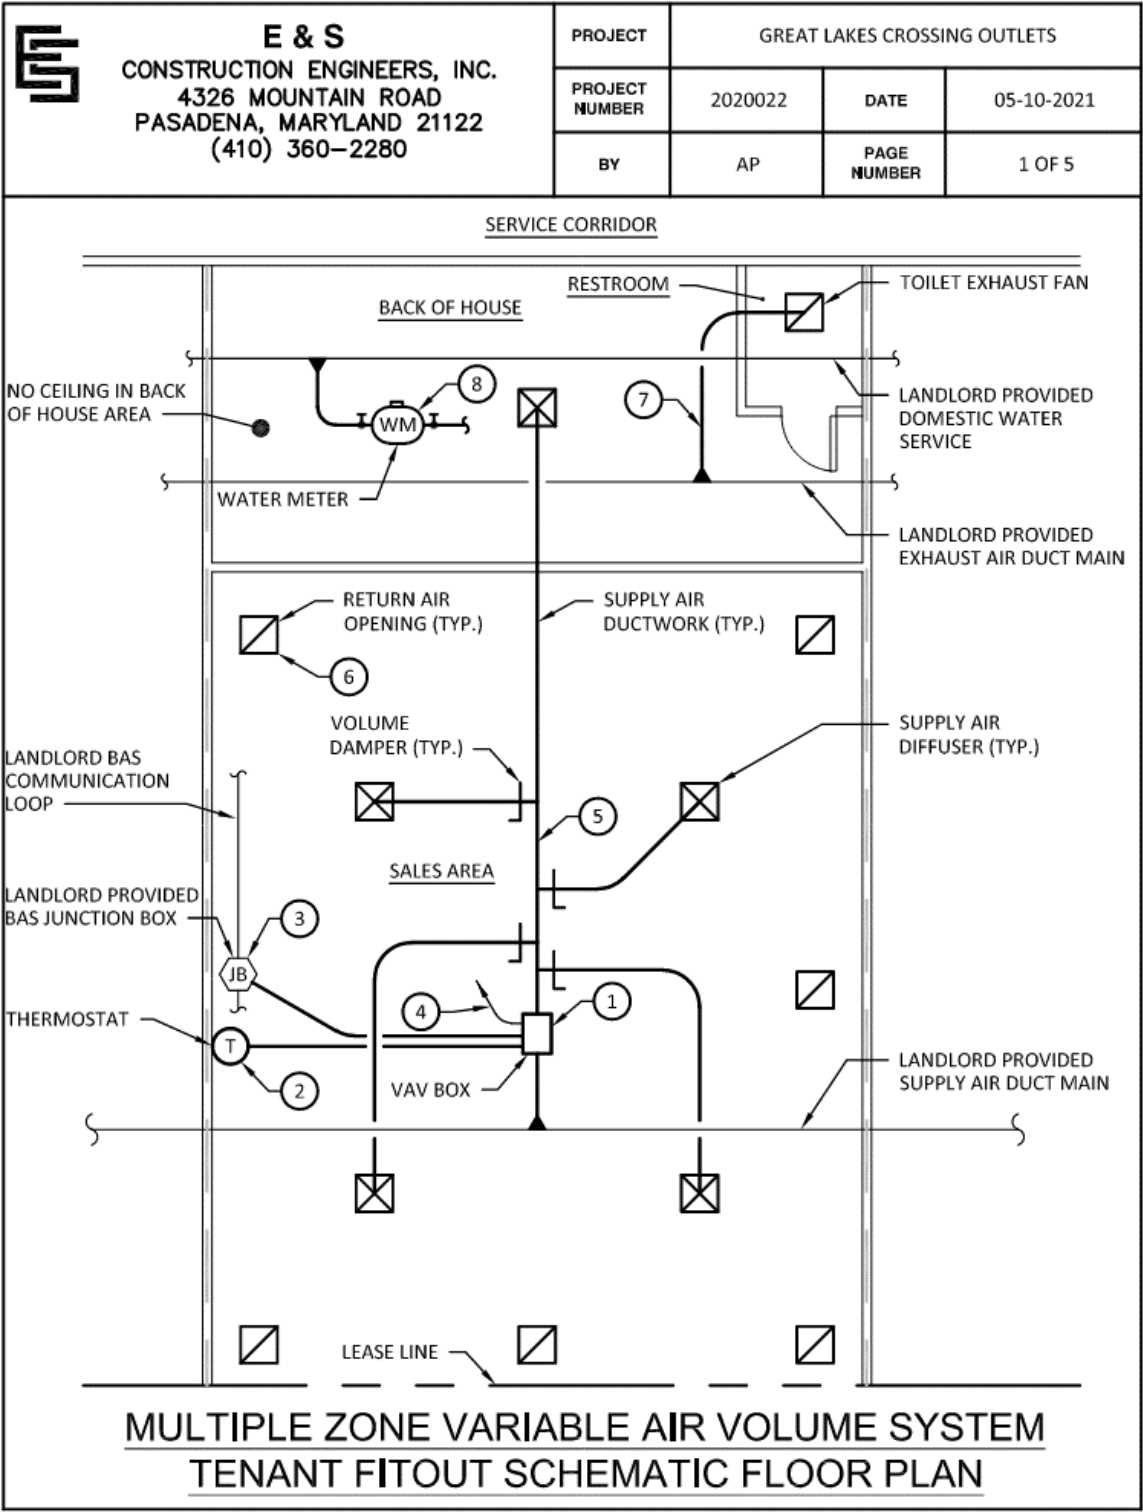 E & S
CONSTRUCTION ENGINEERS, INC.
4326 MOUNTAIN ROAD
PASADENA, MARYLAND 21122
(410) 360-2280
PROJECT
GREAT LAKES CROSSING OUTLETS
PROJECT
NUMBER
2020022
DATE
05-10-2021
BY
AP
PAGE
NUMBER
1 OF 5
SERVICE CORRIDOR
RESTROOM
TOILET EXHAUST FAN
BACK OF HOUSE
NO CEILING IN BACK
OF HOUSE AREA
8
7
WM
LANDLORD PROVIDED
DOMESTIC WATER
SERVICE
WATER METER
LANDLORD PROVIDED
EXHAUST AIR DUCT MAIN
RETURN AIR
OPENING (TYP.)
SUPPLY AIR
DUCTWORK (TYP.)
6
VOLUME
DAMPER (TYP.)
SUPPLY AIR
DIFFUSER (TYP.)
LANDLORD BAS
COMMUNICATION
LOOP
5
SALES AREA
LANDLORD PROVIDED
BAS JUNCTION BOX
3
JB
4
1
THERMOSTAT
T
2
VAV BOX
LANDLORD PROVIDED
SUPPLY AIR DUCT MAIN
LEASE LINE
MULTIPLE ZONE VARIABLE AIR VOLUME SYSTEM
TENANT FITOUT SCHEMATIC FLOOR PLAN